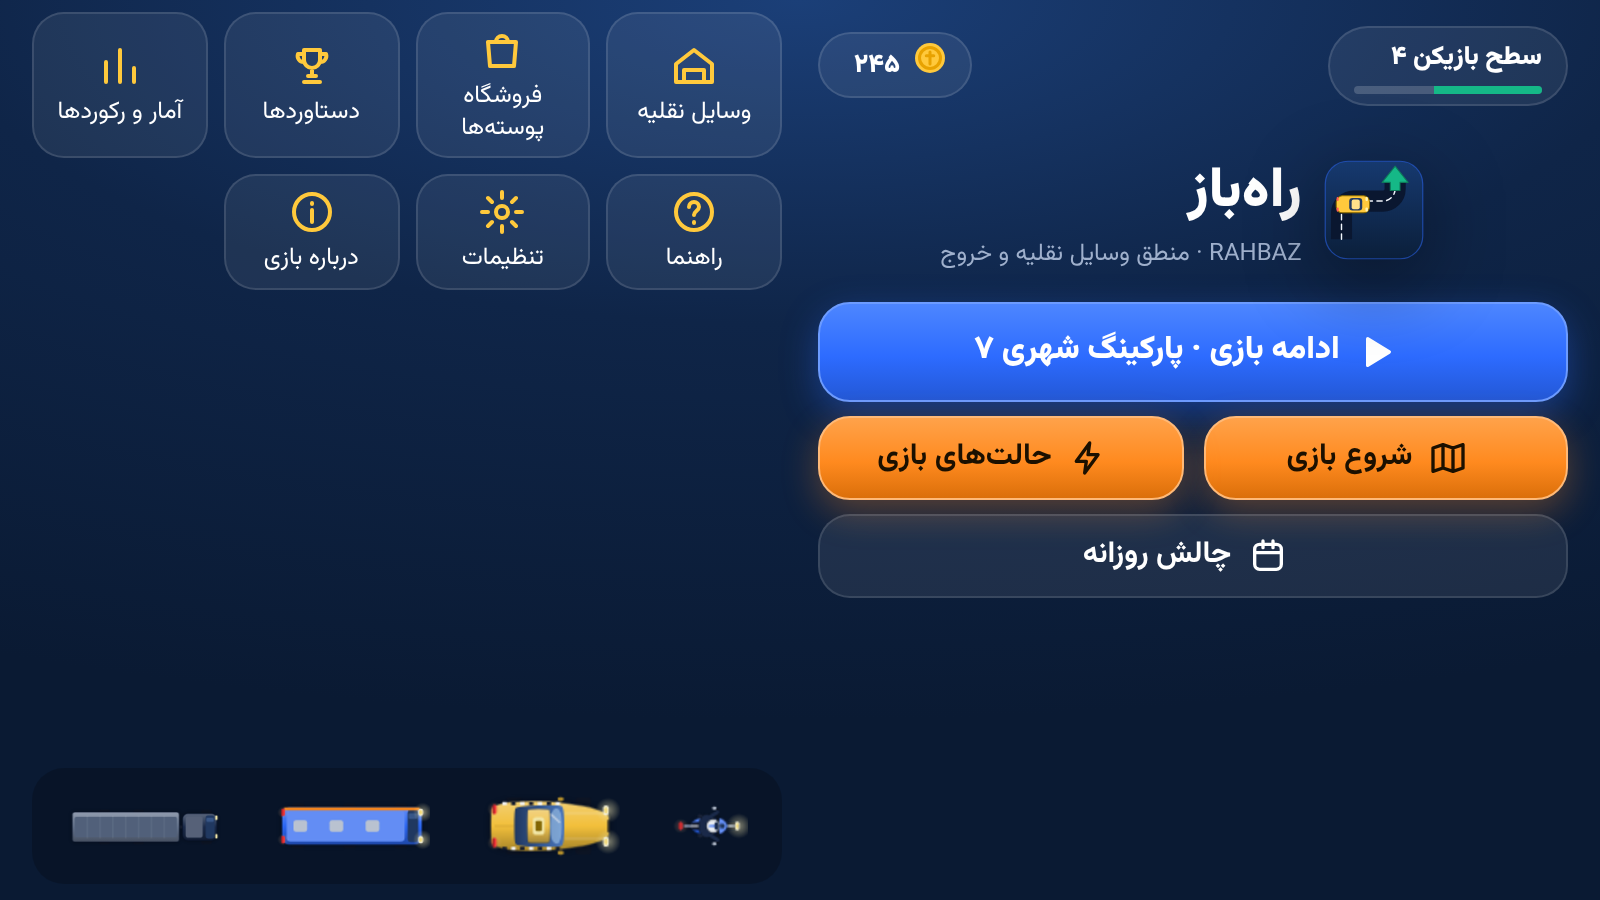 سطح بازیکن ۴
۲۴۵
راه‌باز
RAHBAZ · منطق وسایل نقلیه و خروج
ادامه بازی · پارکینگ شهری ۷
شروع بازی
حالت‌های بازی
چالش روزانه
وسایل نقلیه
فروشگاه
پوسته‌ها
دستاوردها
آمار و رکوردها
راهنما
تنظیمات
درباره بازی